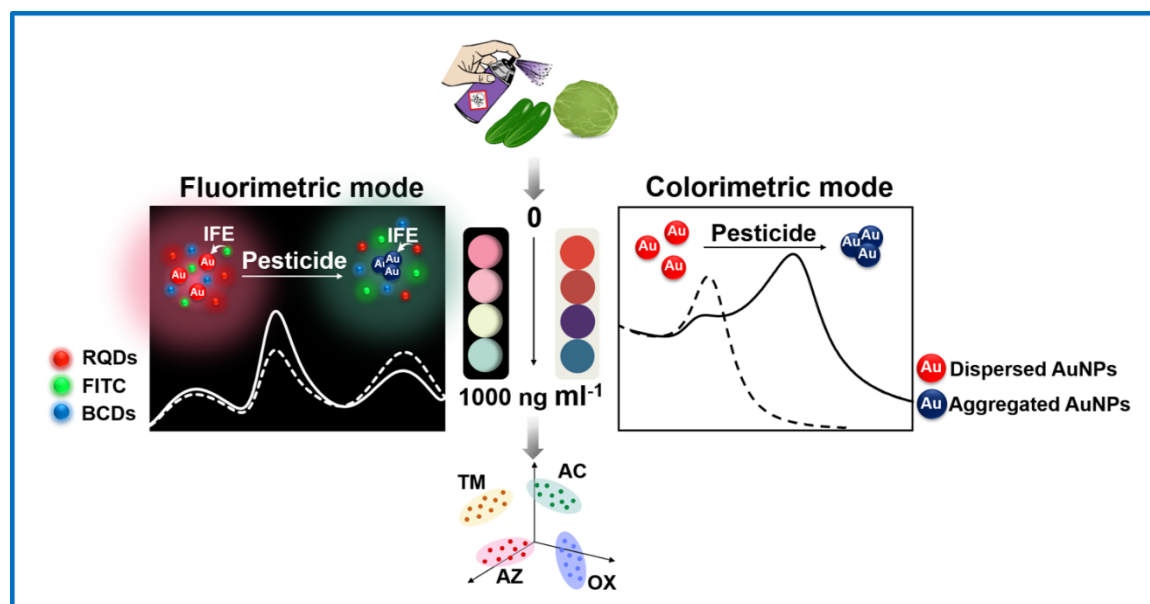 Fluorimetric mode
IFE
IFE
Pesticide
Au
Au
Au
Au
Au
Au
RQDs
FITC
BCDs
0
1000 ng ml⁻¹
Colorimetric mode
Pesticide
Au
Au
Au
Au
Au
Au
Au Dispersed AuNPs
Au Aggregated AuNPs
TM
AC
AZ
OX